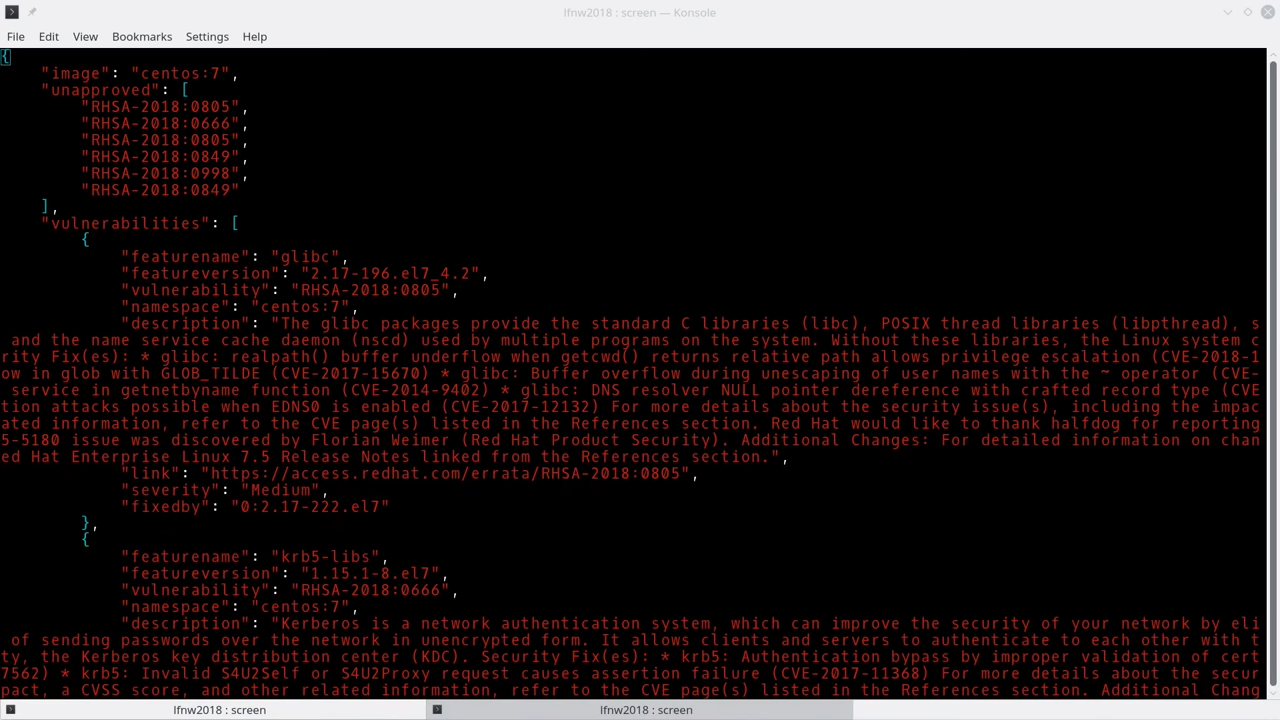 lfnw2018 : screen — Konsole
File Edit View Bookmarks Settings Help
{
"image": "centos:7",
"unapproved": [
"RHSA-2018:0805",
"RHSA-2018:0666",
"RHSA-2018:0805",
"RHSA-2018:0849",
"RHSA-2018:0998",
"RHSA-2018:0849"
],
"vulnerabilities": [
{
"featurename": "glibc",
"featureversion": "2.17-196.el7_4.2",
"vulnerability": "RHSA-2018:0805",
"namespace": "centos:7",
"description": "The glibc packages provide the standard C libraries (libc), POSIX thread libraries (libpthread), s
and the name service cache daemon (nscd) used by multiple programs on the system. Without these libraries, the Linux system c
rity Fix(es): * glibc: realpath() buffer underflow when getcwd() returns relative path allows privilege escalation (CVE-2018-1
ow in glob with GLOB_TILDE (CVE-2017-15670) * glibc: Buffer overflow during unescaping of user names with the ~ operator (CVE-
service in getnetbyname function (CVE-2014-9402) * glibc: DNS resolver NULL pointer dereference with crafted record type (CVE
tion attacks possible when EDNS0 is enabled (CVE-2017-12132) For more details about the security issue(s), including the impac
ated information, refer to the CVE page(s) listed in the References section. Red Hat would like to thank halfdog for reporting
5-5180 issue was discovered by Florian Weimer (Red Hat Product Security). Additional Changes: For detailed information on chan
ed Hat Enterprise Linux 7.5 Release Notes linked from the References section.",
"link": "https://access.redhat.com/errata/RHSA-2018:0805",
"severity": "Medium",
"fixedby": "0:2.17-222.el7"
},
{
"featurename": "krb5-libs",
"featureversion": "1.15.1-8.el7",
"vulnerability": "RHSA-2018:0666",
"namespace": "centos:7",
"description": "Kerberos is a network authentication system, which can improve the security of your network by eli
of sending passwords over the network in unencrypted form. It allows clients and servers to authenticate to each other with t
ty, the Kerberos key distribution center (KDC). Security Fix(es): * krb5: Authentication bypass by improper validation of cert
7562) * krb5: Invalid S4U2Self or S4U2Proxy request causes assertion failure (CVE-2017-11368) For more details about the secur
pact, a CVSS score, and other related information, refer to the CVE page(s) listed in the References section. Additional Chang
lfnw2018 : screen
lfnw2018 : screen